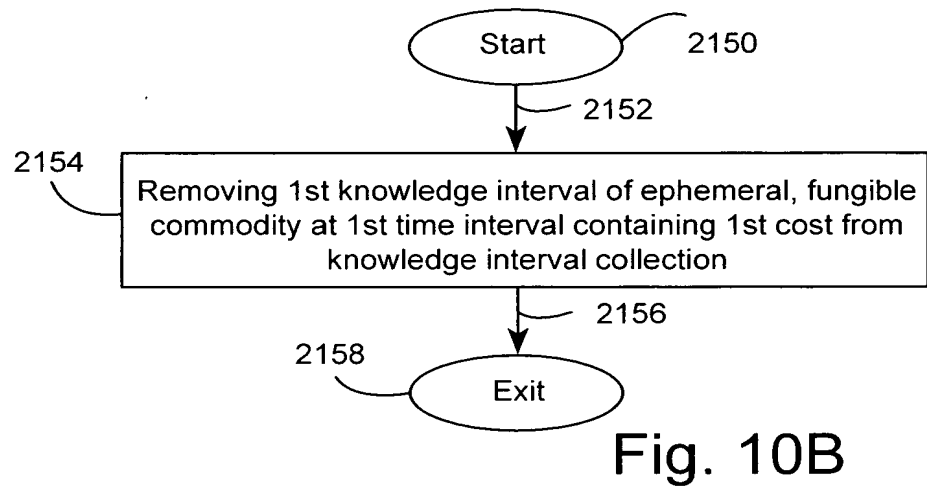 Start
2150
2152
2154
Removing 1st knowledge interval of ephemeral, fungible
commodity at 1st time interval containing 1st cost from
knowledge interval collection
2156
2158
Exit
Fig. 10B